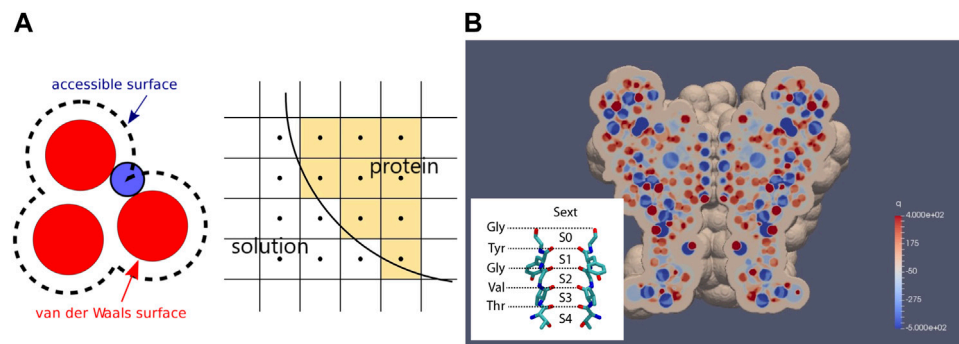 A
accessible surface
van der Waals surface
protein
solution
B
Sext
Gly
S0
Tyr
S1
Gly
S2
Val
S3
Thr
S4
q
4.000e+02
175
-50
-275
-5.000e+02